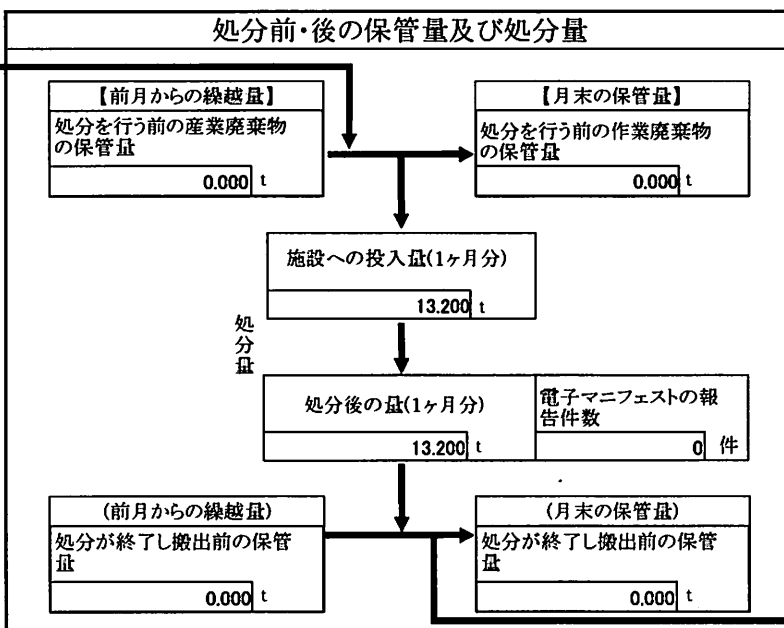 処分前・後の保管量及び処分量
【前月からの繰越量】
処分を行う前の産業廃棄物
の保管量
0.000 t
【月末の保管量】
処分を行う前の作業廃棄物
の保管量
0.000 t
施設への投入量(1ヶ月分)
13.200 t
処
分
量
処分後の量(1ヶ月分)
13.200 t
電子マニフェストの報
告件数
0 件
(前月からの繰越量)
処分が終了し搬出前の保管
量
0.000 t
(月末の保管量)
処分が終了し搬出前の保管
量
0.000 t